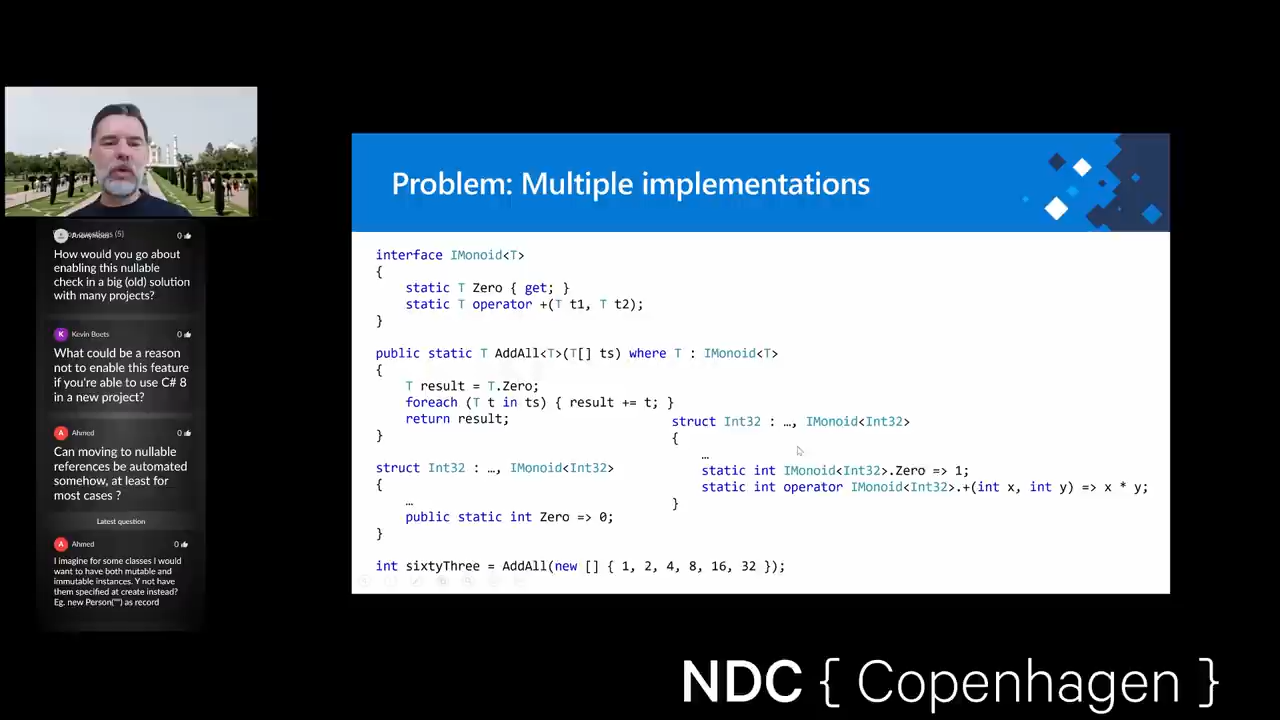 Problem: Multiple implementations
interface IMonoid<T>
{
static T Zero { get; }
static T operator +(T t1, T t2);
}
public static T AddAll<T>(T[] ts) where T : IMonoid<T>
{
T result = T.Zero;
foreach (T t in ts) { result += t; }
return result;
}
struct Int32 : …, IMonoid<Int32>
{
…
public static int Zero => 0;
}
struct Int32 : …, IMonoid<Int32>
{
…
static int IMonoid<Int32>.Zero => 1;
static int operator IMonoid<Int32>.+(int x, int y) => x * y;
}
int sixtyThree = AddAll(new [] { 1, 2, 4, 8, 16, 32 });
questions (5)
0
How would you go about
enabling this nullable
check in a big (old) solution
with many projects?
K Kevin Boets 0
What could be a reason
not to enable this feature
if you're able to use C# 8
in a new project?
A Ahmed 0
Can moving to nullable
references be automated
somehow, at least for
most cases ?
Latest question
A Ahmed 0
I imagine for some classes I would
want to have both mutable and
immutable instances. Y not have
them specified at create instead?
Eg. new Person("") as record
NDC { Copenhagen }